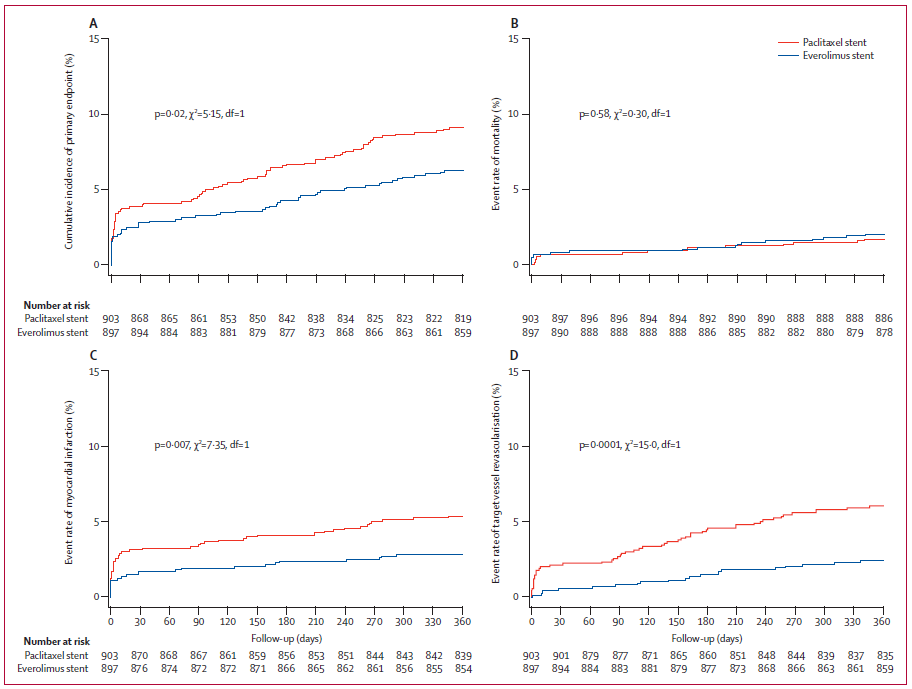 A
15
10
5
0
Cumulative incidence of primary endpoint (%)
p=0·02, χ²=5·15, df=1
B
15
10
5
0
Event rate of mortality (%)
p=0·58, χ²=0·30, df=1
Paclitaxel stent
Everolimus stent
Number at risk
Paclitaxel stent 903 868 865 861 853 850 842 838 834 825 823 822 819
Everolimus stent 897 894 884 883 881 879 877 873 868 866 863 861 859
903 897 896 896 894 894 892 890 890 888 888 888 886
897 890 888 888 888 888 886 885 882 882 880 879 878
C
15
10
5
0
Event rate of myocardial infarction (%)
p=0·007, χ²=7·35, df=1
0 30 60 90 120 150 180 210 240 270 300 330 360
Follow-up (days)
D
15
10
5
0
Event rate of target vessel revascularisation (%)
p=0·0001, χ²=15·0, df=1
0 30 60 90 120 150 180 210 240 270 300 330 360
Follow-up (days)
Number at risk
Paclitaxel stent 903 870 868 867 861 859 856 853 851 844 843 842 839
Everolimus stent 897 876 874 872 872 871 866 865 862 861 856 855 854
903 901 879 877 871 865 860 851 848 844 839 837 835
897 894 884 883 881 879 877 873 868 866 863 861 859